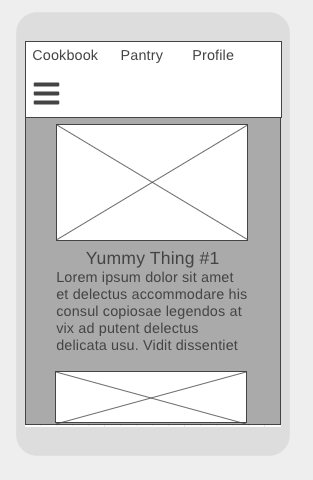 Cookbook Pantry Profile
Yummy Thing #1
Lorem ipsum dolor sit amet
et delectus accommodare his
consul copiosae legendos at
vix ad putent delectus
delicata usu. Vidit dissentiet